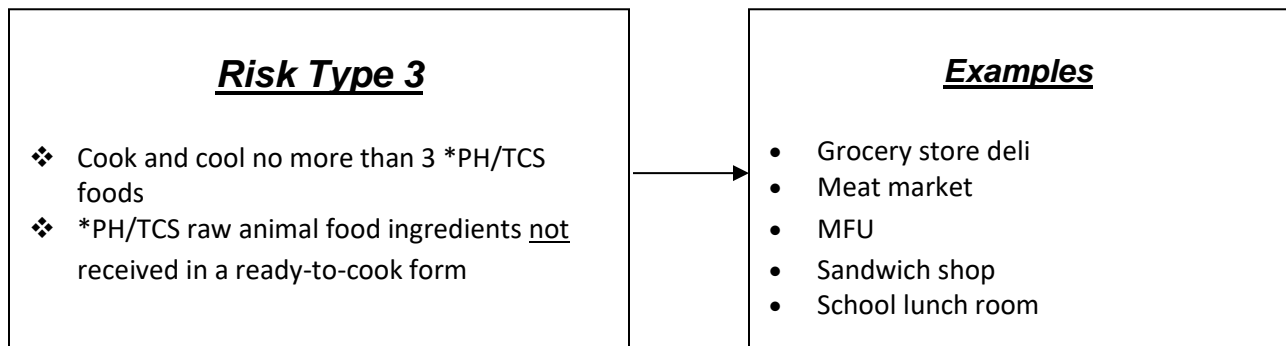 Risk Type 3
❖ Cook and cool no more than 3 *PH/TCS
foods
❖ *PH/TCS raw animal food ingredients not
received in a ready-to-cook form
Examples
• Grocery store deli
• Meat market
• MFU
• Sandwich shop
• School lunch room